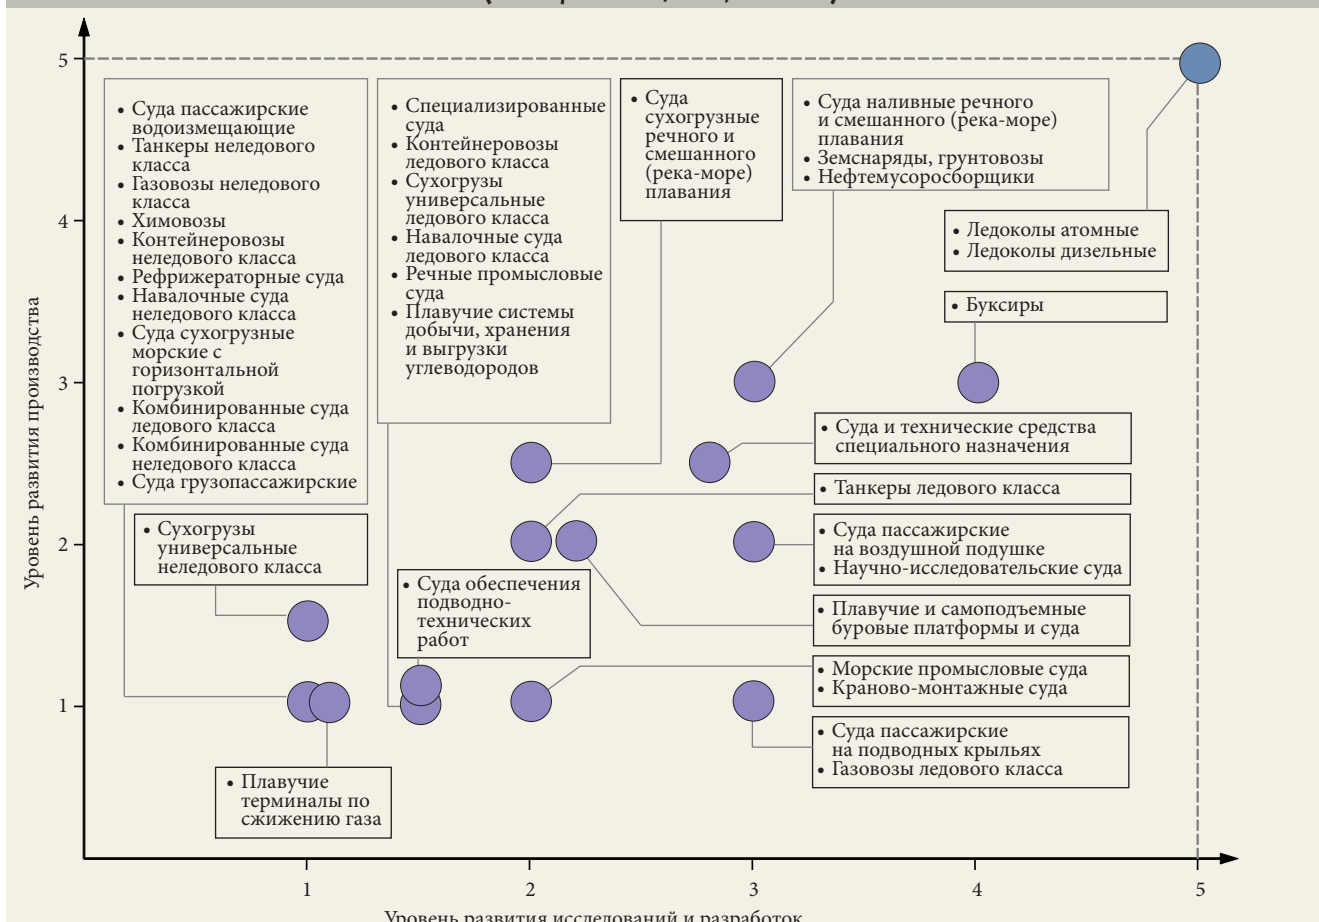 5
4
3
2
1
Уровень развития производства
• Суда пассажирские
водоизмещающие
• Танкеры неледового
класса
• Газовозы неледового
класса
• Химовозы
• Контейнеровозы
неледового класса
• Рефрижераторные суда
• Навалочные суда
неледового класса
• Суда сухогрузные
морские с
горизонтальной
погрузкой
• Комбинированные суда
ледового класса
• Комбинированные суда
неледового класса
• Суда грузопассажирские
• Специализированные
суда
• Контейнеровозы
ледового класса
• Сухогрузы
универсальные
ледового класса
• Навалочные суда
ледового класса
• Речные промысловые
суда
• Плавучие системы
добычи, хранения
и выгрузки
углеводородов
• Суда
сухогрузные
речного и
смешанного
(река-море)
плавания
• Суда наливные речного
и смешанного (река-море)
плавания
• Земснаряды, грунтовозы
• Нефтемусоросборщики
• Ледоколы атомные
• Ледоколы дизельные
• Буксиры
• Суда и технические средства
специального назначения
• Танкеры ледового класса
• Суда пассажирские
на воздушной подушке
• Научно-исследовательские суда
• Плавучие и самоподъемные
буровые платформы и суда
• Морские промысловые суда
• Краново-монтажные суда
• Суда пассажирские
на подводных крыльях
• Газовозы ледового класса
• Сухогрузы
универсальные
неледового класса
• Суда обеспечения
подводно-
технических
работ
• Плавучие
терминалы по
сжижению газа
1
2
3
4
5
Уровень развития исследований и разработок